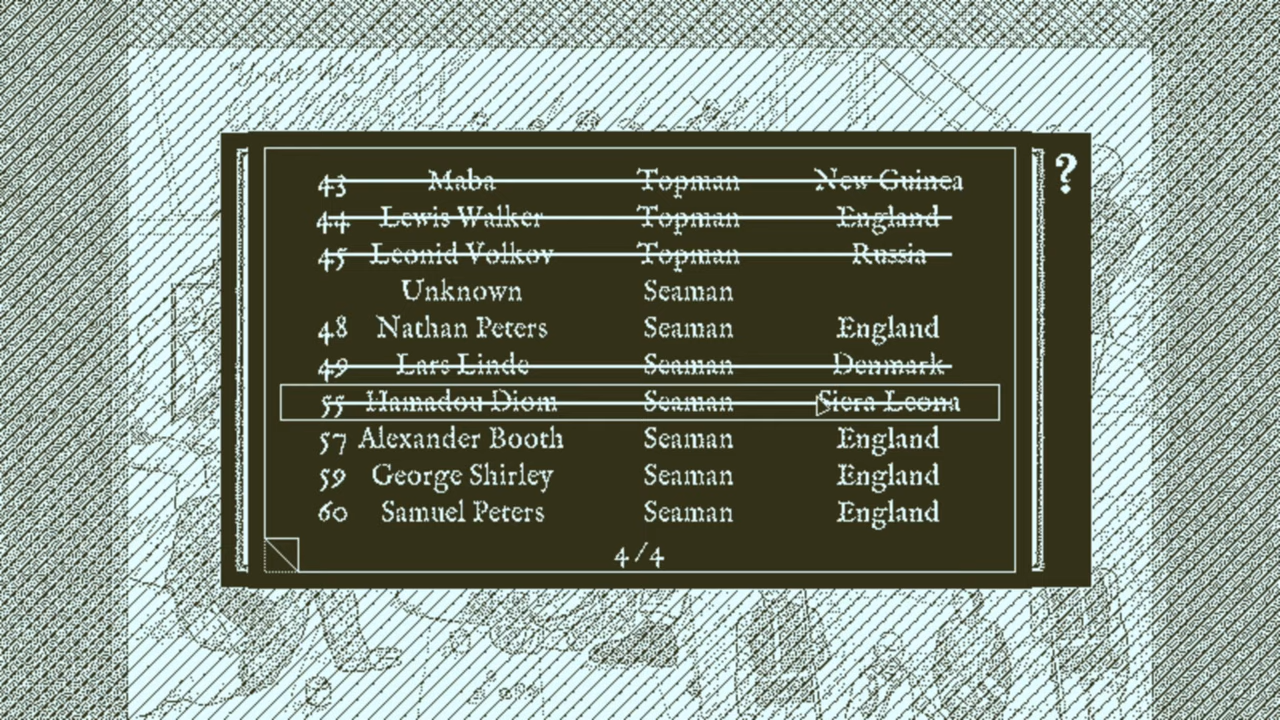 ?
43 Maba Topman New Guinea
44 Lewis Walker Topman England
45 Leonid Volkov Topman Russia
Unknown Seaman
48 Nathan Peters Seaman England
49 Lars Linde Seaman Denmark
55 Hamadou Diom Seaman Siera Leona
57 Alexander Booth Seaman England
59 George Shirley Seaman England
60 Samuel Peters Seaman England
4/4